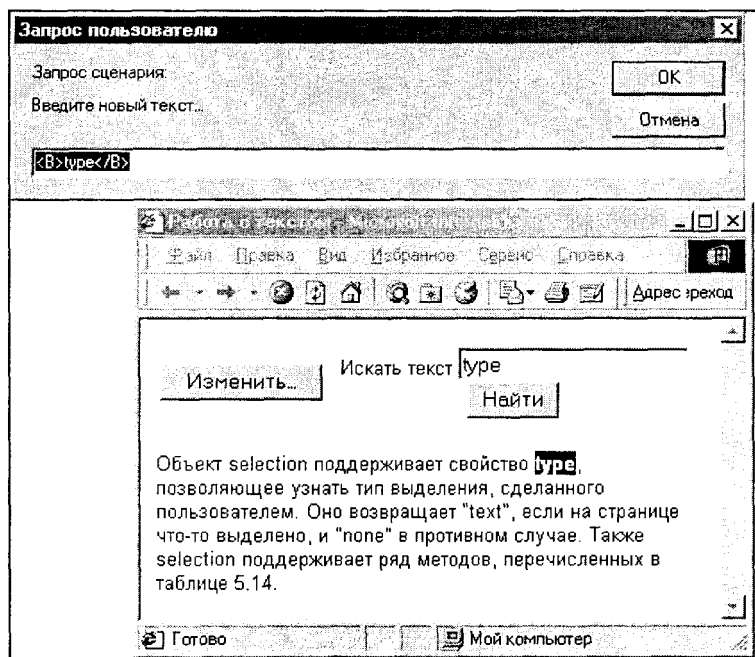 Запрос пользователю
Запрос сценария:
OK
Введите новый текст...
Отмена
<B>type</B>
Работа с текстом -
Файл Правка Вид Избранное Сервис Справка
Адрес
Искать текст type
Изменить...
Найти
Объект selection поддерживает свойство type,
позволяющее узнать тип выделения, сделанного
пользователем. Оно возвращает "text", если на странице
что-то выделено, и "none" в противном случае. Также
selection поддерживает ряд методов, перечисленных в
таблице 5.14.
Готово
Мой компьютер